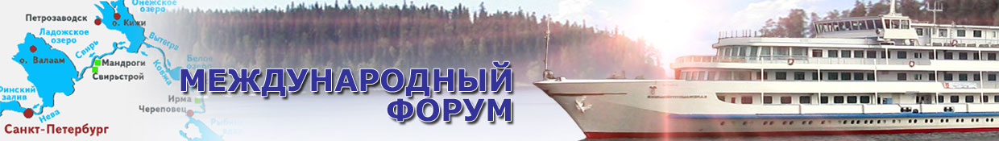 Онежское
озеро
Петрозаводск
о. Кижи
Ладожское
озеро
Вытегра
Свирь
о. Валаам
Мандроги
Белое
озеро
Ковжа
Свирьстрой
МЕЖДУНАРОДНЫЙ
ФОРУМ
Финский
залив
Ирма
Череповец
Нева
Санкт-Петербург